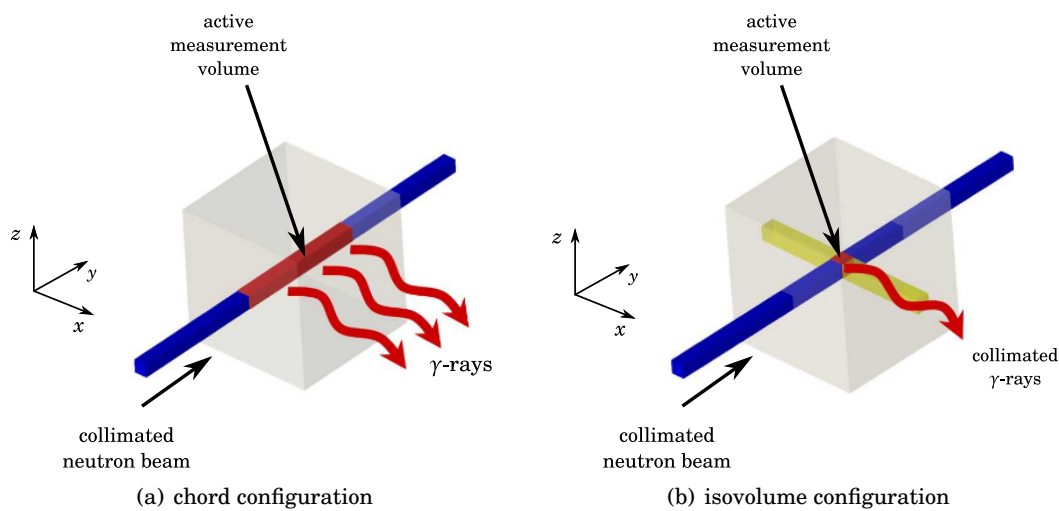 active
measurement
volume
z
y
x
γ-rays
collimated
neutron beam
(a) chord configuration
active
measurement
volume
z
y
x
collimated
γ-rays
collimated
neutron beam
(b) isovolume configuration